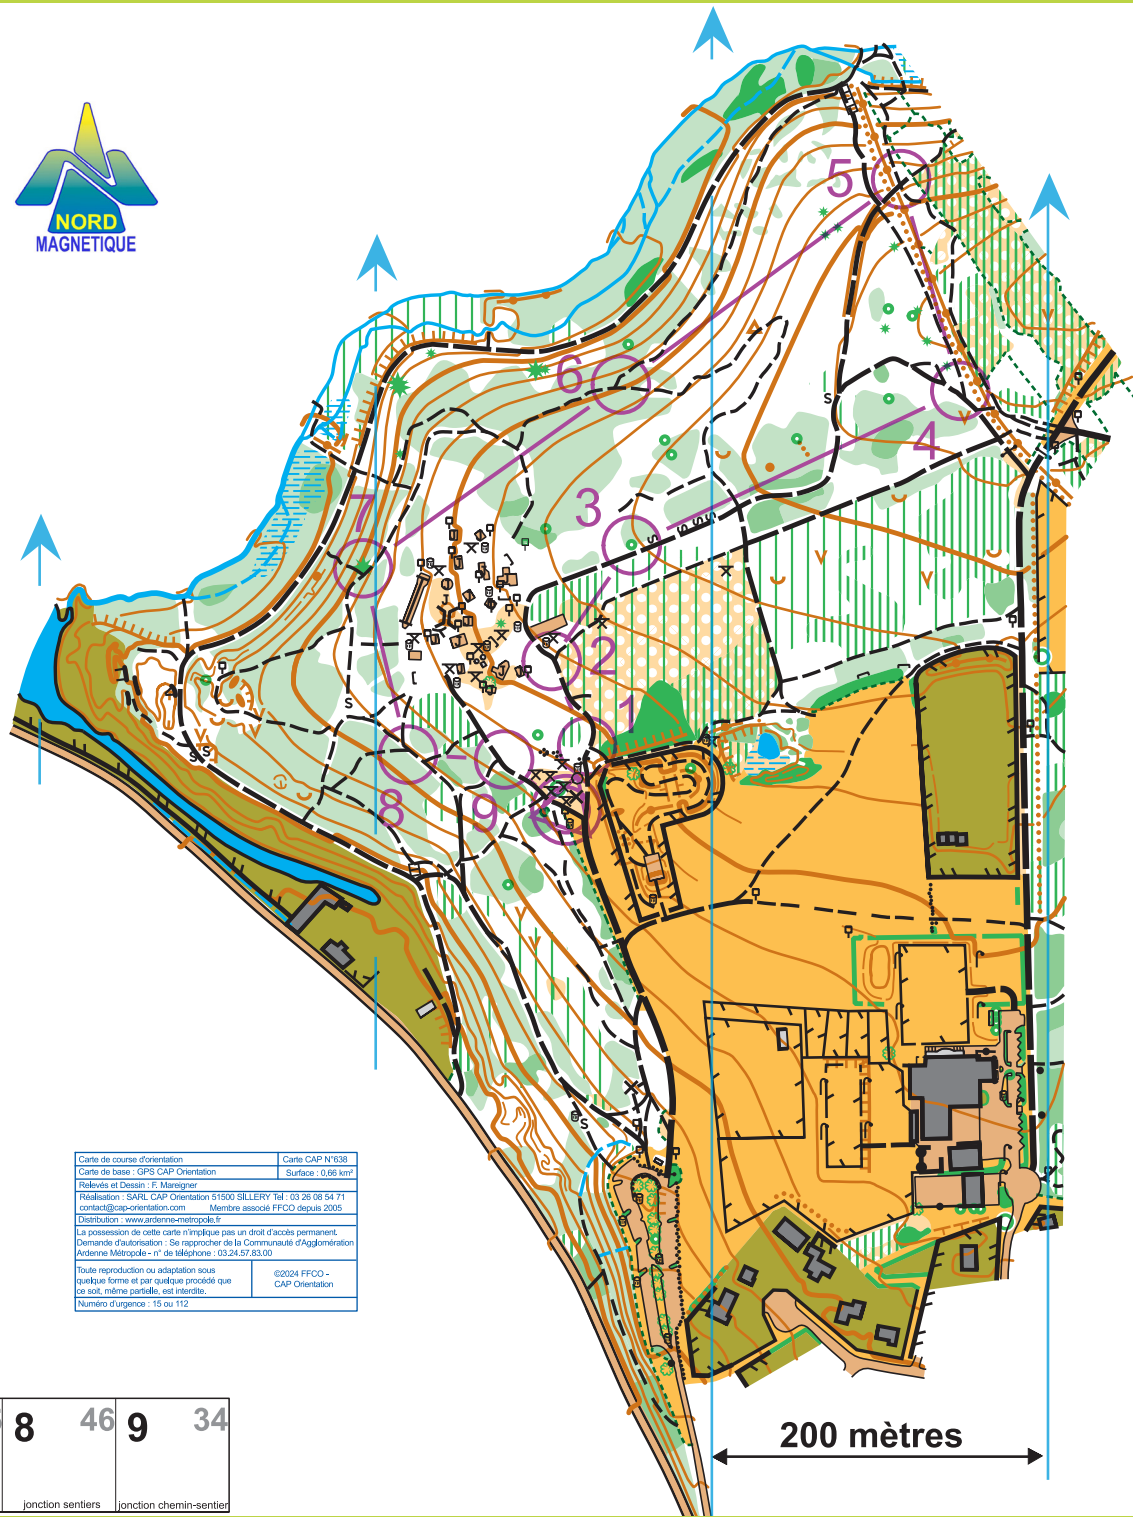 NORD
MAGNETIQUE
5
6
4
3
7
2
1
8
9
S
S
S
S
S
S
S
S
Carte de course d'orientation Carte CAP N°638
Carte de base : GPS CAP Orientation Surface : 0,66 km²
Relevés et Dessin : F. Mareigner
Réalisation : SARL CAP Orientation 51500 SILLERY Tel : 03 26 08 54 71
contact@cap-orientation.com Membre associé FFCO depuis 2005
Distribution : www.ardenne-metropole.fr
La possession de cette carte n'implique pas un droit d'accès permanent.
Demande d'autorisation : Se rapprocher de la Communauté d'Agglomération
Ardenne Métropole - n° de téléphone : 03.24.57.83.00
Toute reproduction ou adaptation sous
quelque forme et par quelque procédé que
ce soit, même partielle, est interdite.
©2024 FFCO -
CAP Orientation
Numéro d'urgence : 15 ou 112
8 46 9 34
jonction sentiers jonction chemin-sentier
200 mètres